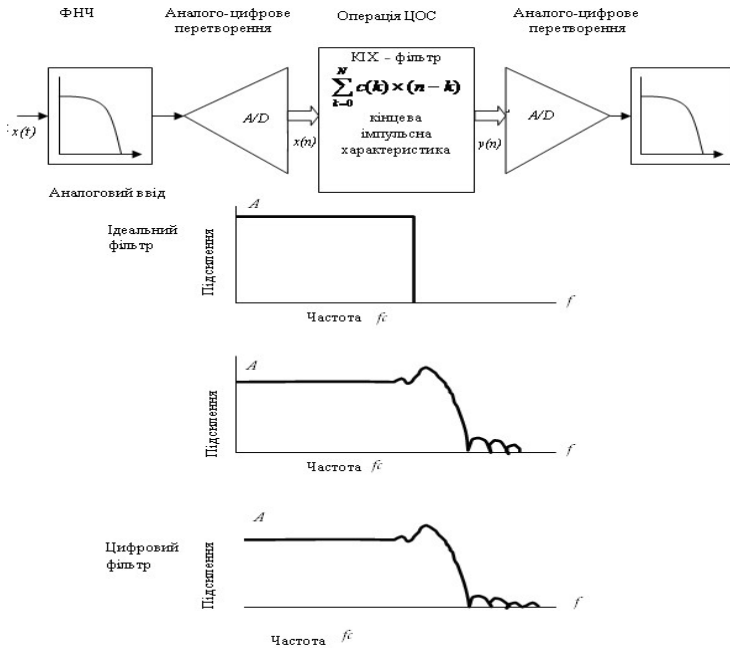 ФНЧ
Аналого-цифрове
перетворення
Операція ЦОС
Аналого-цифрове
перетворення
x(t)
A/D
x(n)
КІХ – фільтр
N
∑ c(k) × (n − k)
k=0
кінцева
імпульсна
характеристика
y(n)
A/D
Аналоговий ввід
Ідеальний
фільтр
Підсилення
A
f
Частота fc
Підсилення
A
f
Частота fc
Цифровий
фільтр
Підсилення
A
f
Частота fc